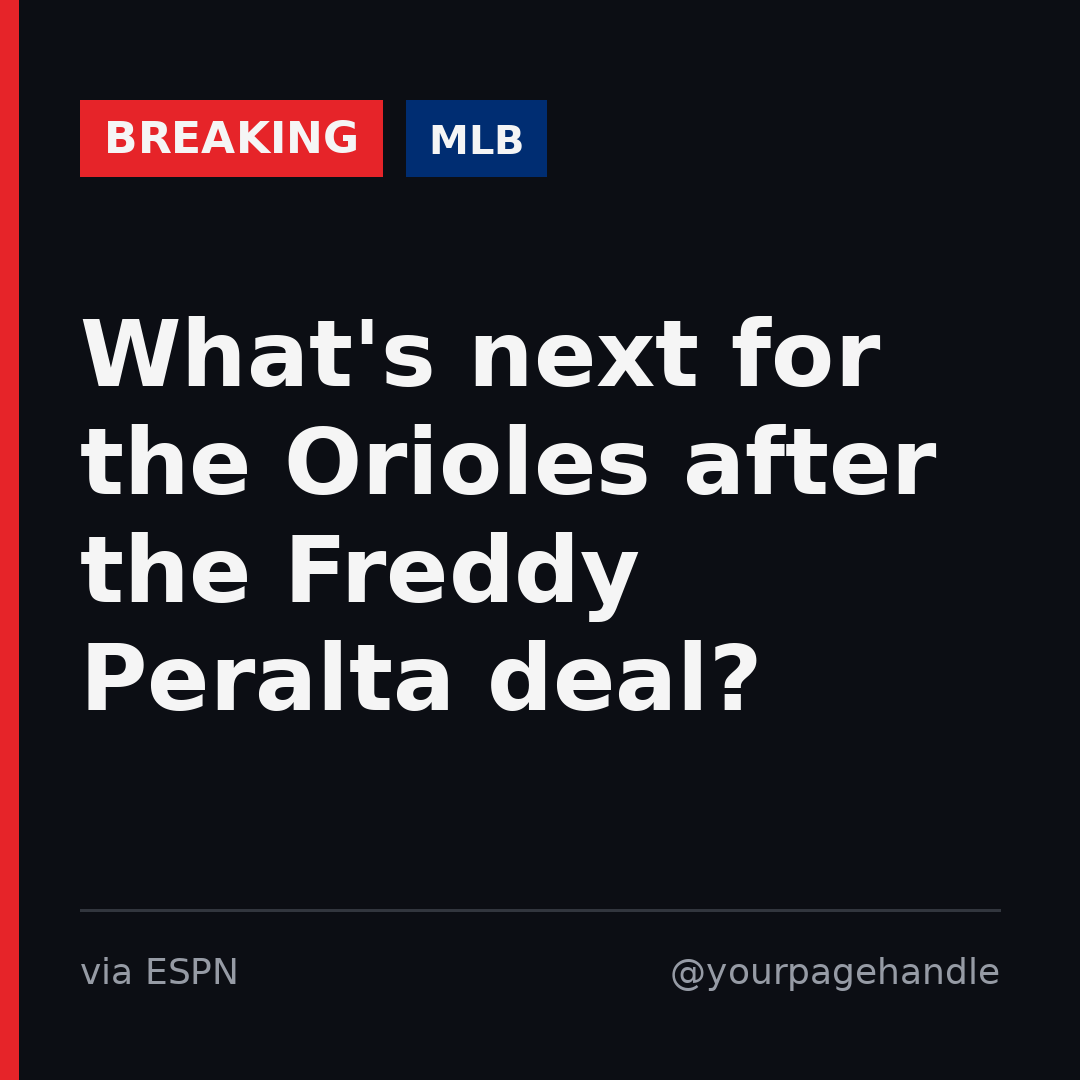 BREAKING MLB
What's next for
the Orioles after
the Freddy
Peralta deal?
via ESPN @yourpagehandle